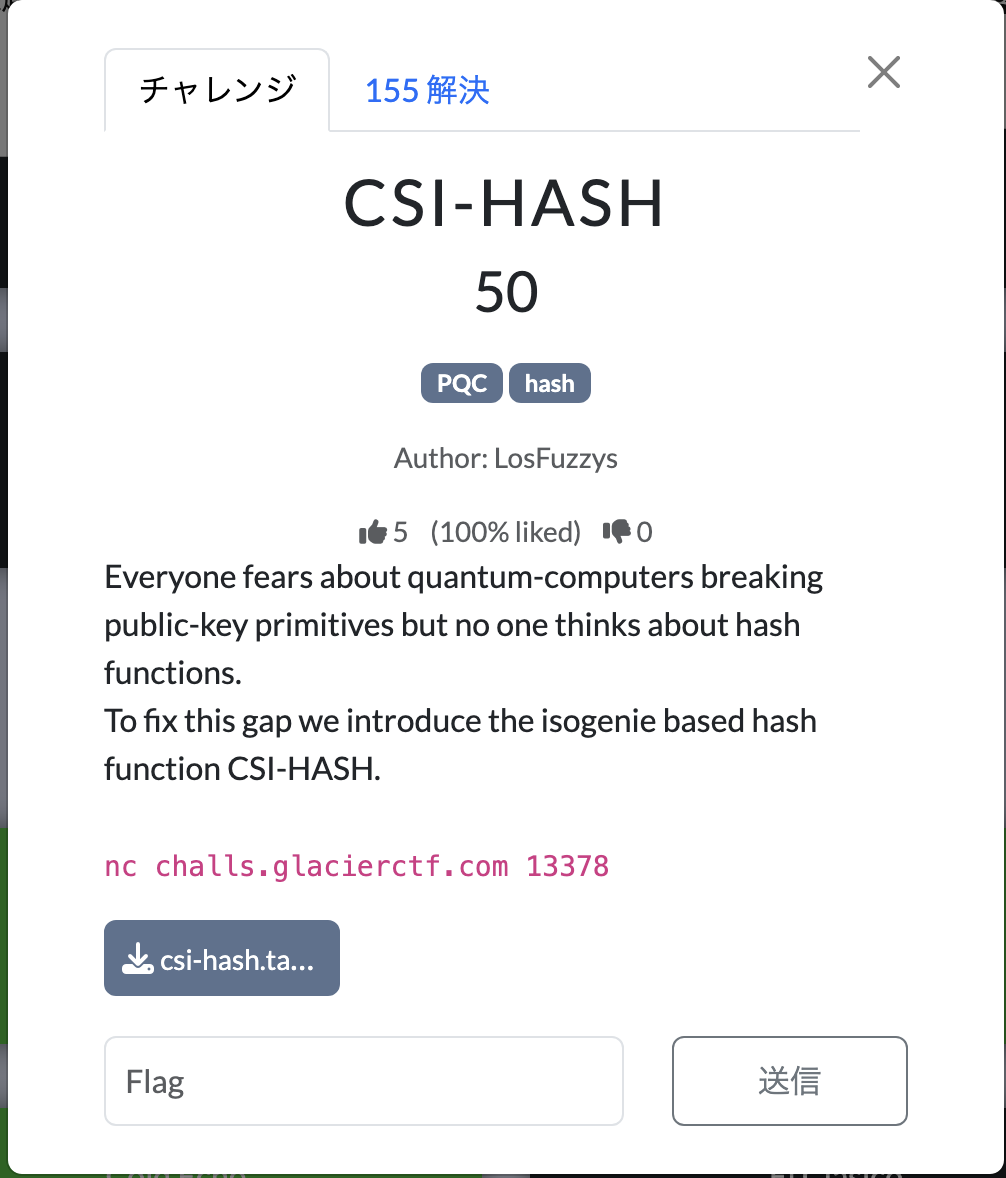 チャレンジ
155 解決
CSI-HASH
50
PQC
hash
Author: LosFuzzys
5 (100% liked) 0
Everyone fears about quantum-computers breaking
public-key primitives but no one thinks about hash
functions.
To fix this gap we introduce the isogenie based hash
function CSI-HASH.
nc challs.glacierctf.com 13378
csi-hash.ta...
Flag
送信